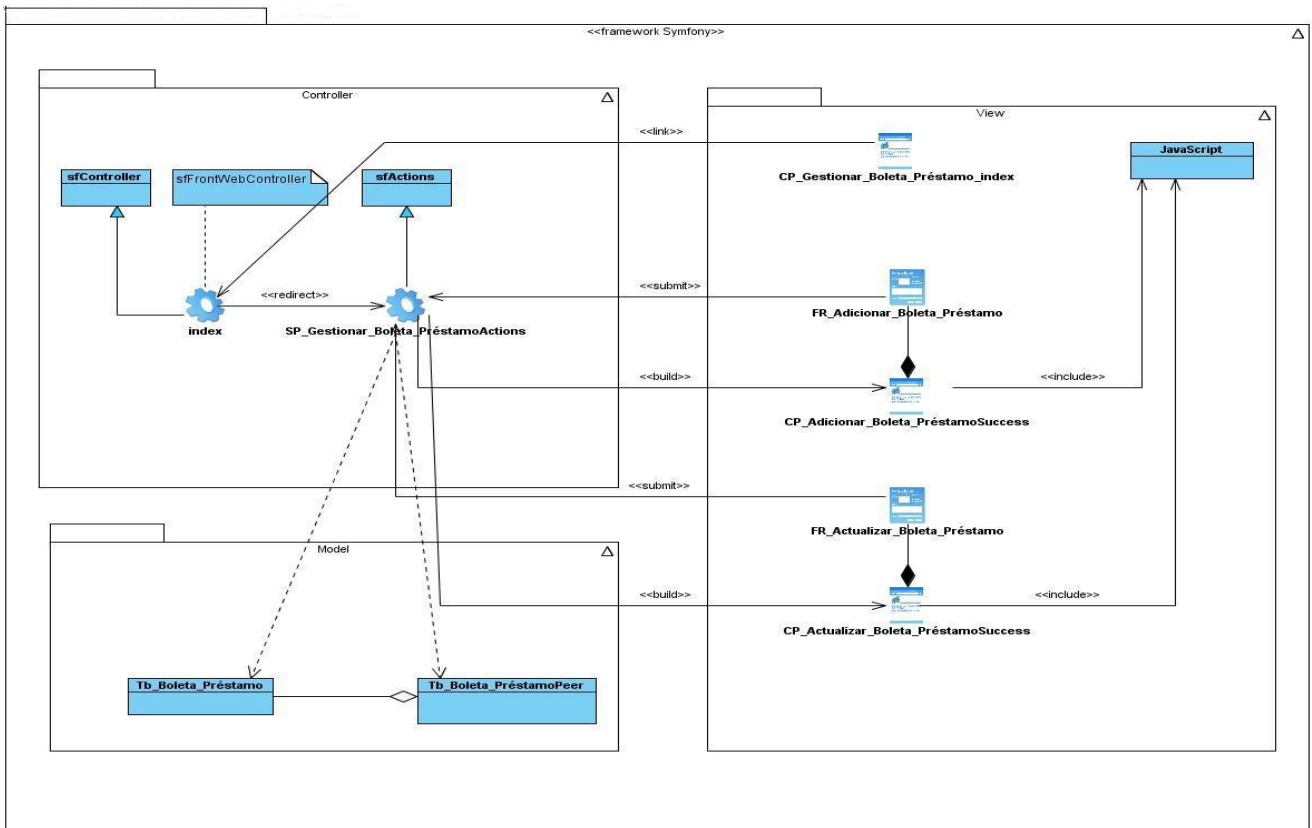 <<framework Symfony>>
Controller
View
<<link>>
sfController
sfFrontWebController
sfActions
CP_Gestionar_Boleta_Préstamo_index
JavaScript
<<redirect>>
<<submit>>
index
SP_Gestionar_Boleta_PréstamoActions
FR_Adicionar_Boleta_Préstamo
<<build>>
<<include>>
CP_Adicionar_Boleta_PréstamoSuccess
<<submit>>
FR_Actualizar_Boleta_Préstamo
Model
<<build>>
<<include>>
CP_Actualizar_Boleta_PréstamoSuccess
Tb_Boleta_Préstamo
Tb_Boleta_PréstamoPeer